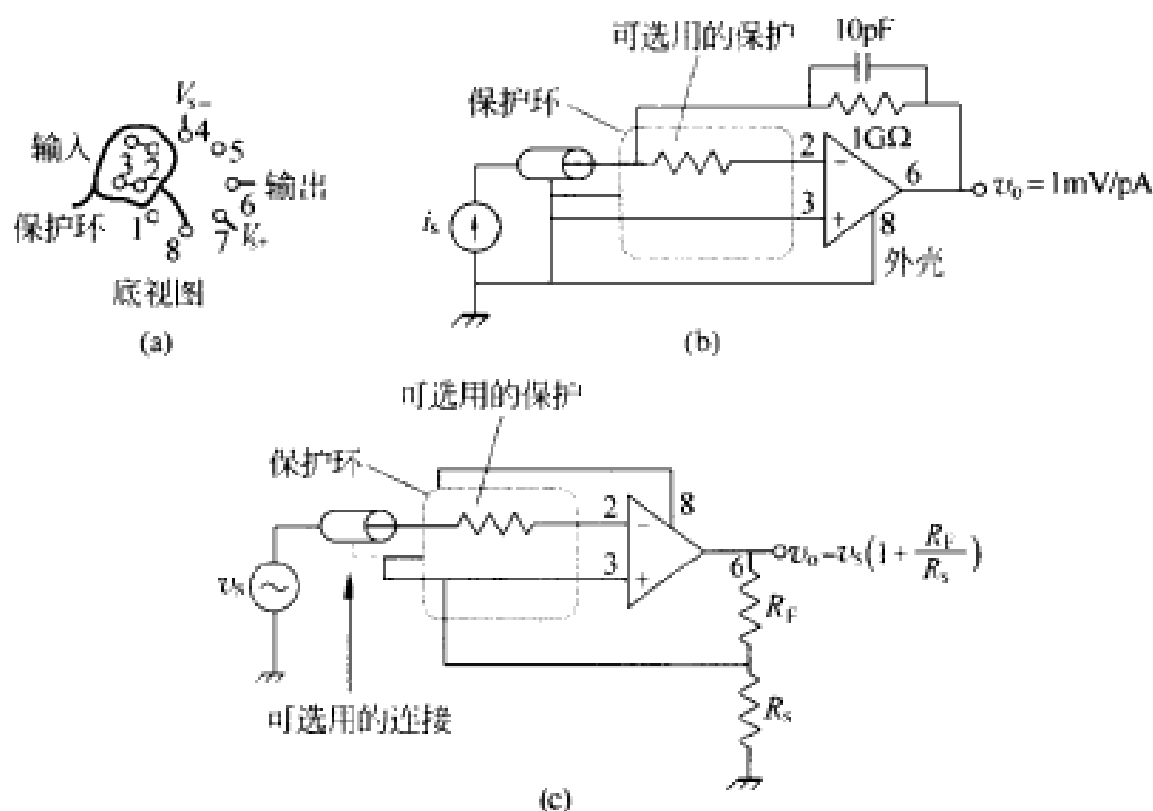 V_s-
4
5
输入
3 2
6 输出
保护环
1
8
7 V_s+
底视图
(a)
可选用的保护
10pF
保护环
1GΩ
2
−
6
v_o = 1mV/pA
3
+
8
i_s
外壳
(b)
可选用的保护
保护环
2
−
8
3
+
6
v_o=v_s(1+R_F/R_s)
v_s
R_F
R_s
可选用的连接
(c)